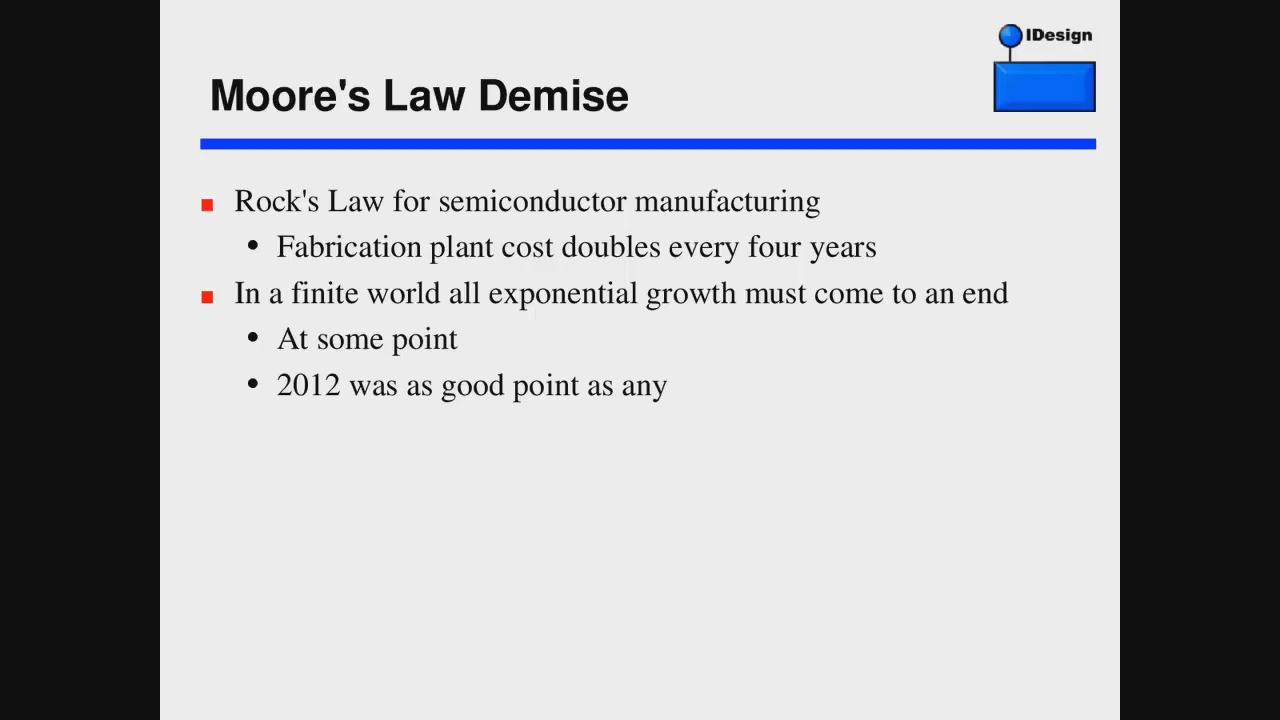 IDesign
Moore's Law Demise
Rock's Law for semiconductor manufacturing
Fabrication plant cost doubles every four years
In a finite world all exponential growth must come to an end
At some point
2012 was as good point as any